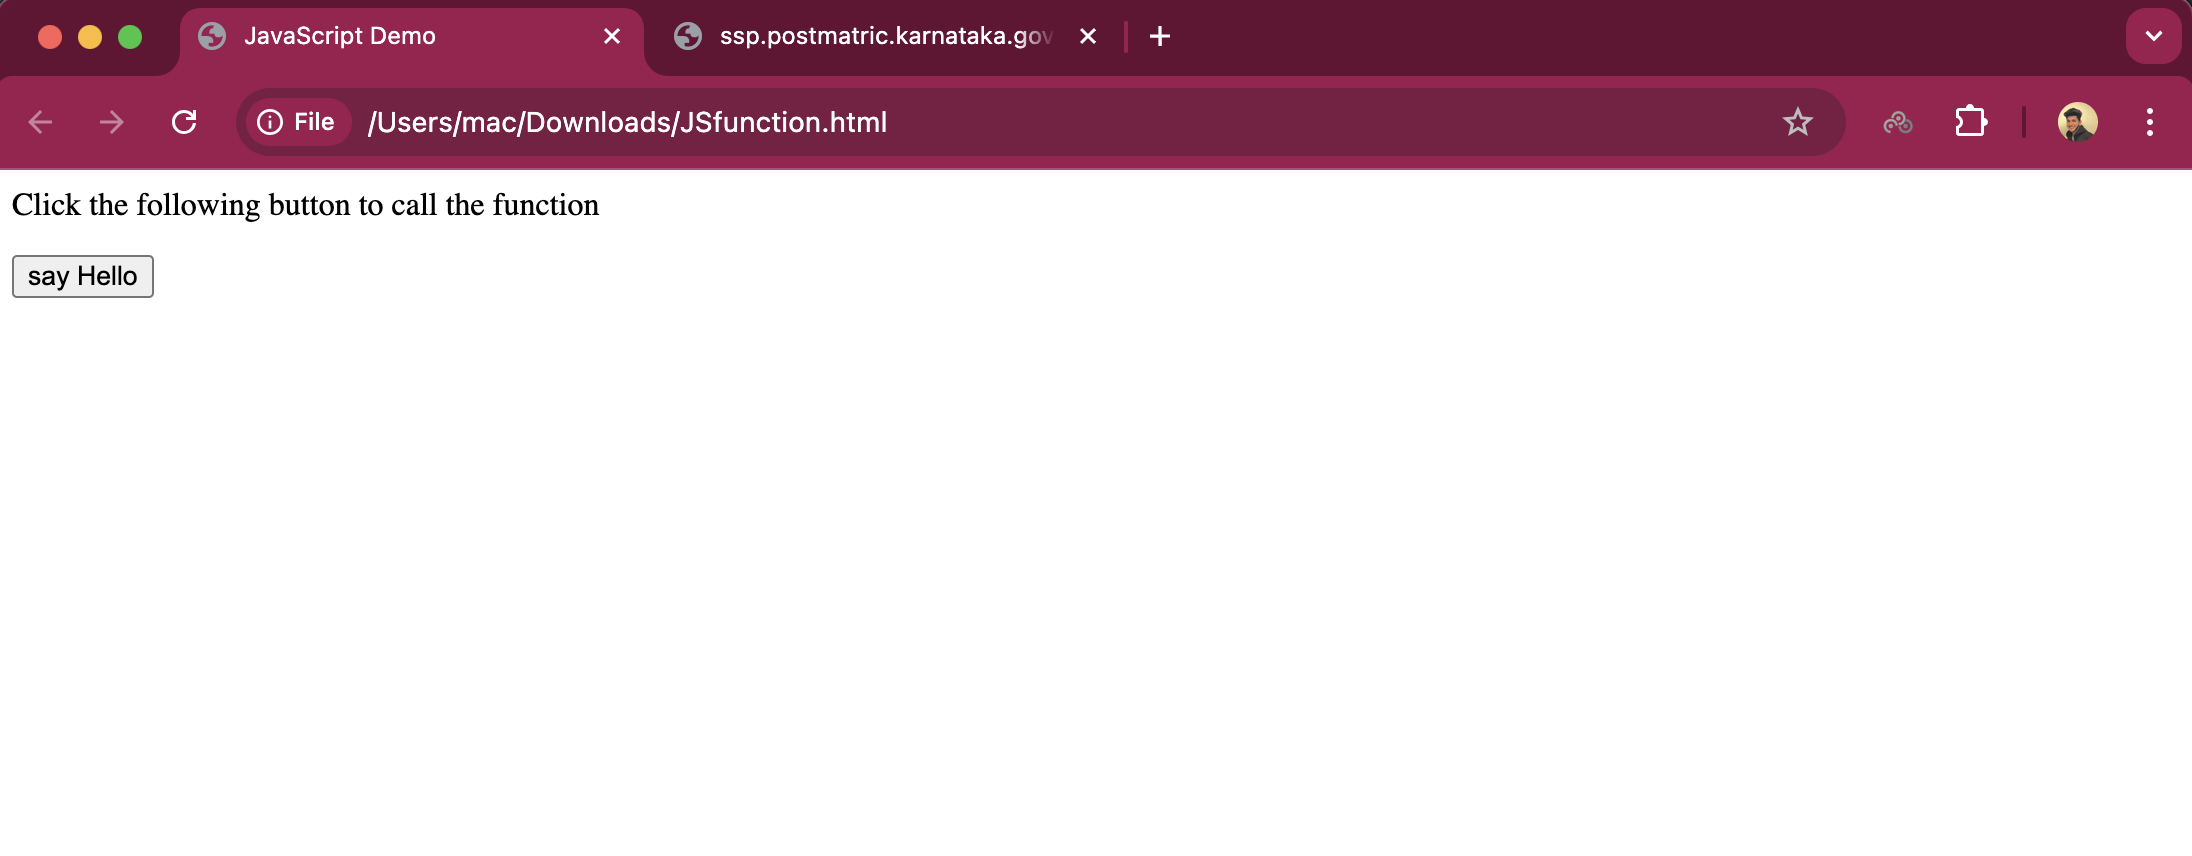 JavaScript Demo
ssp.postmatric.karnataka.gov
File
/Users/mac/Downloads/JSfunction.html
Click the following button to call the function
say Hello